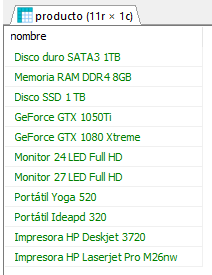 producto (11r × 1c)
nombre
Disco duro SATA3 1TB
Memoria RAM DDR4 8GB
Disco SSD 1 TB
GeForce GTX 1050Ti
GeForce GTX 1080 Xtreme
Monitor 24 LED Full HD
Monitor 27 LED Full HD
Portátil Yoga 520
Portátil Ideapd 320
Impresora HP Deskjet 3720
Impresora HP Laserjet Pro M26nw